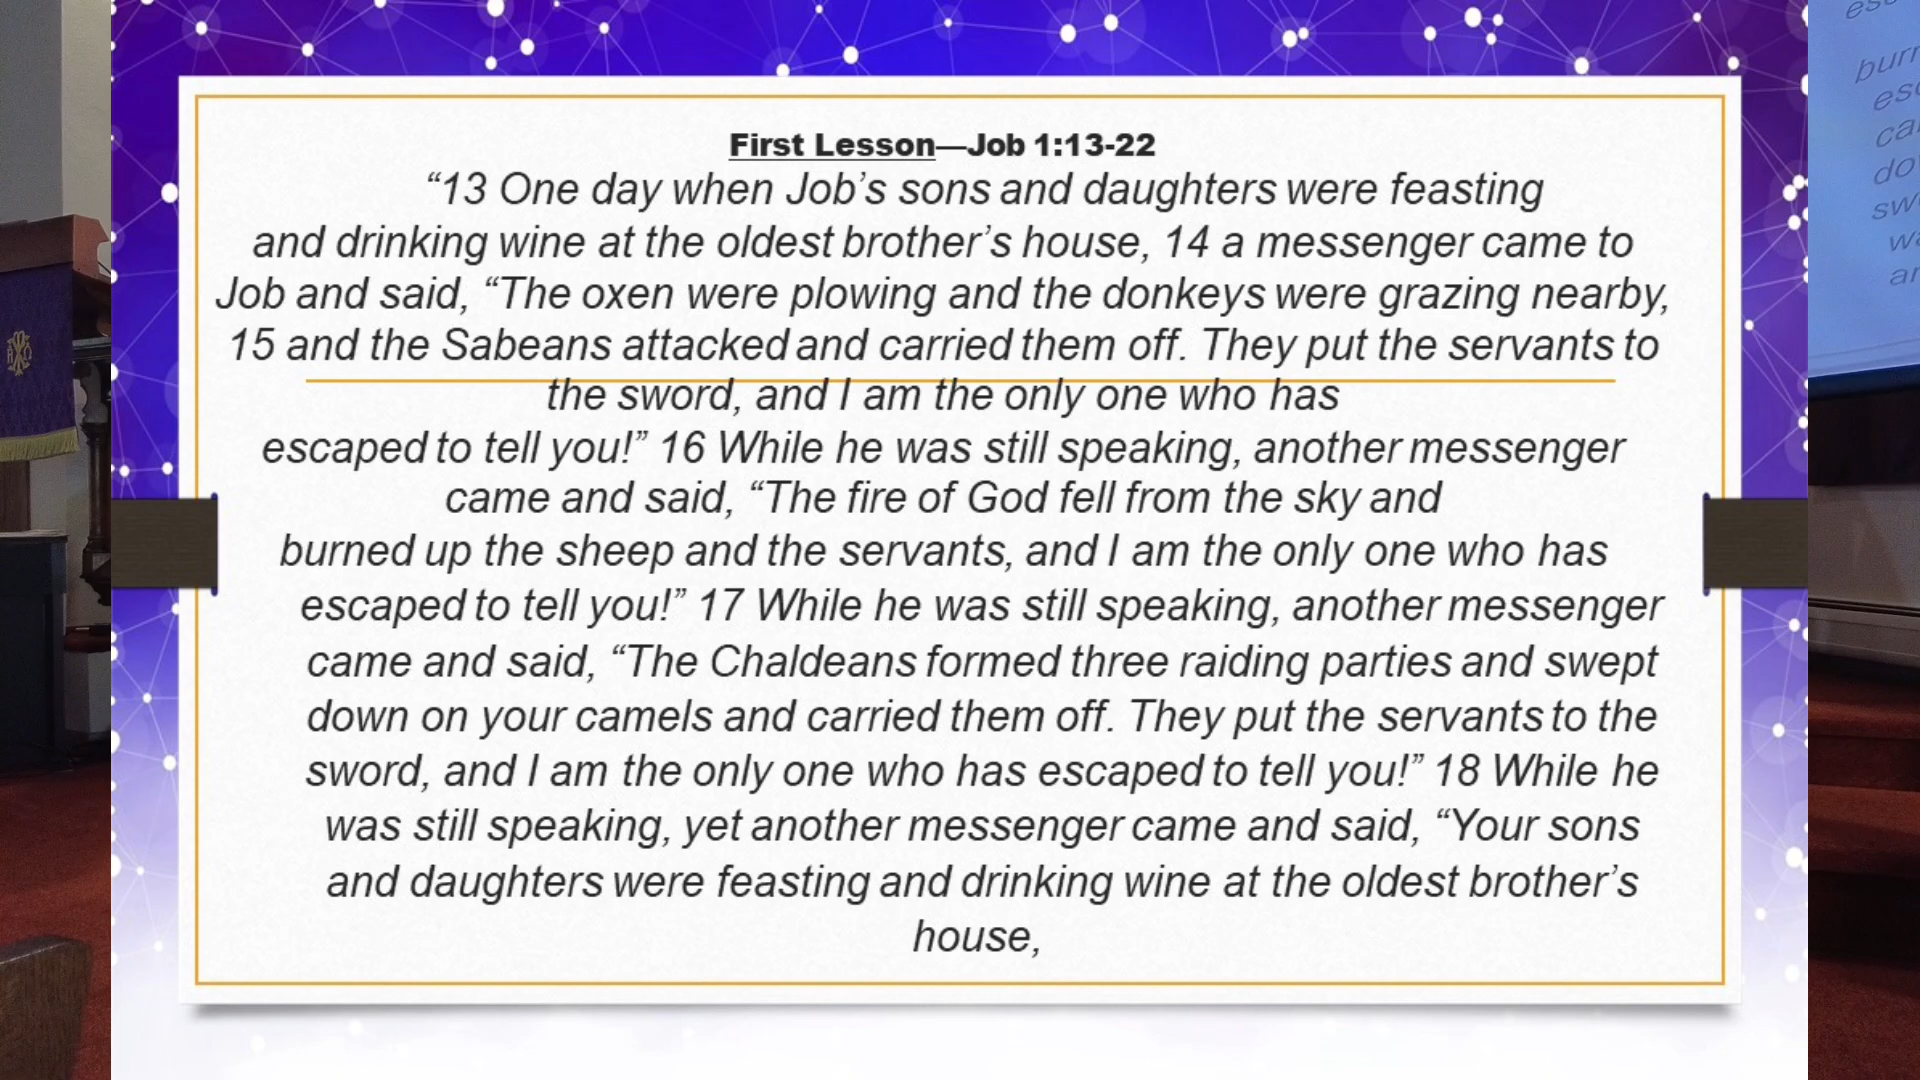 First Lesson—Job 1:13-22
“13 One day when Job’s sons and daughters were feasting
and drinking wine at the oldest brother’s house, 14 a messenger came to
Job and said, “The oxen were plowing and the donkeys were grazing nearby,
15 and the Sabeans attacked and carried them off. They put the servants to
the sword, and I am the only one who has
escaped to tell you!” 16 While he was still speaking, another messenger
came and said, “The fire of God fell from the sky and
burned up the sheep and the servants, and I am the only one who has
escaped to tell you!” 17 While he was still speaking, another messenger
came and said, “The Chaldeans formed three raiding parties and swept
down on your camels and carried them off. They put the servants to the
sword, and I am the only one who has escaped to tell you!” 18 While he
was still speaking, yet another messenger came and said, “Your sons
and daughters were feasting and drinking wine at the oldest brother’s
house,